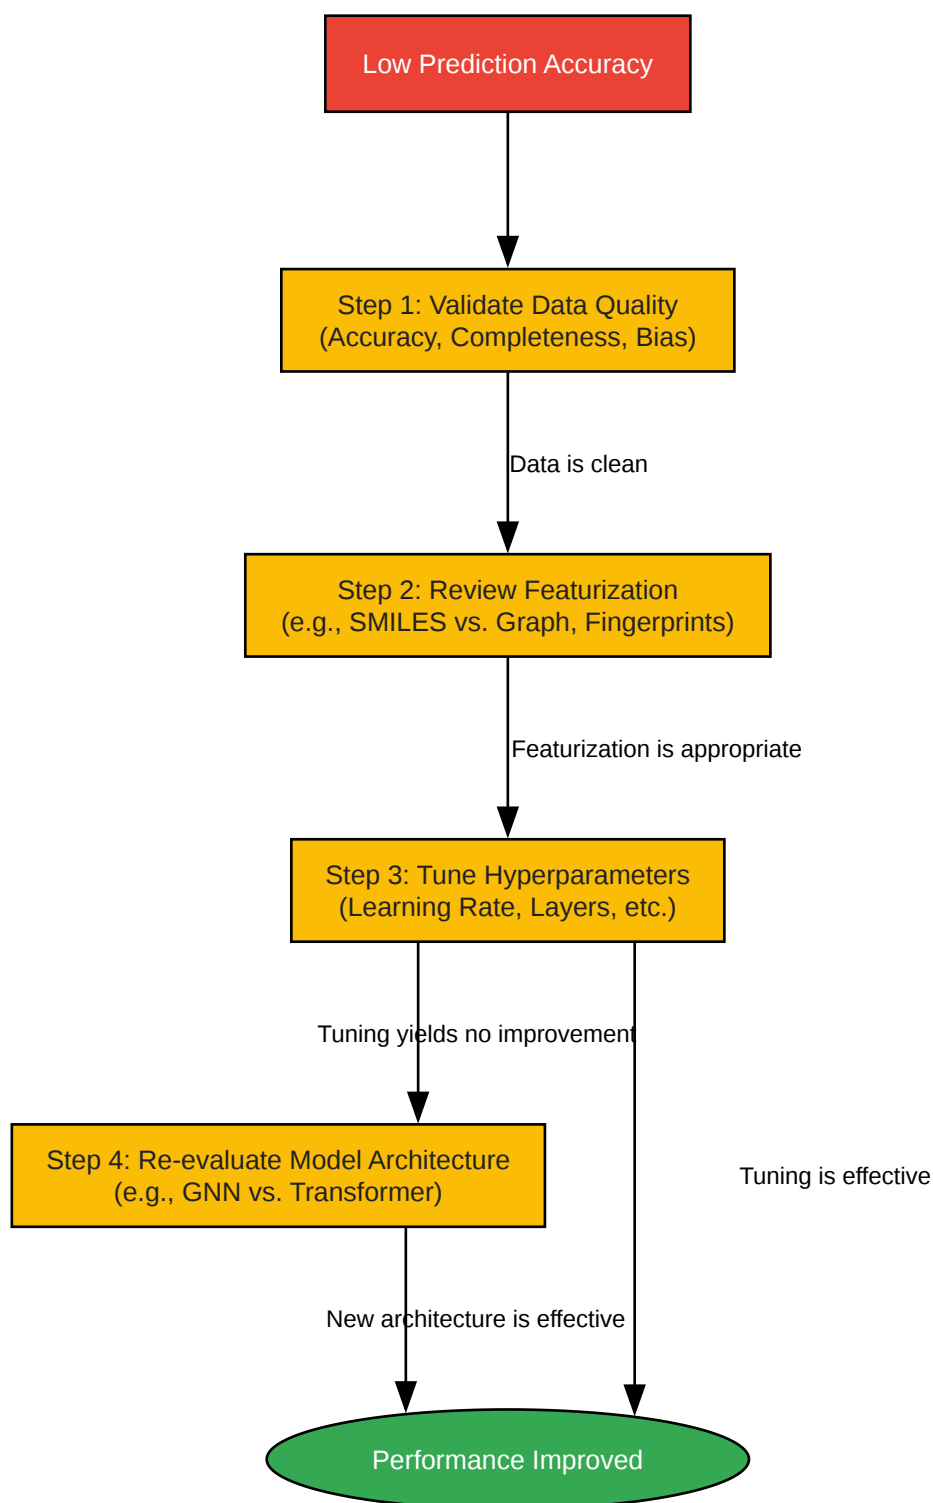 Low Prediction Accuracy
Step 1: Validate Data Quality
(Accuracy, Completeness, Bias)
Data is clean
Step 2: Review Featurization
(e.g., SMILES vs. Graph, Fingerprints)
Featurization is appropriate
Step 3: Tune Hyperparameters
(Learning Rate, Layers, etc.)
Tuning yields no improvement
Step 4: Re-evaluate Model Architecture
(e.g., GNN vs. Transformer)
Tuning is effective
New architecture is effective
Performance Improved